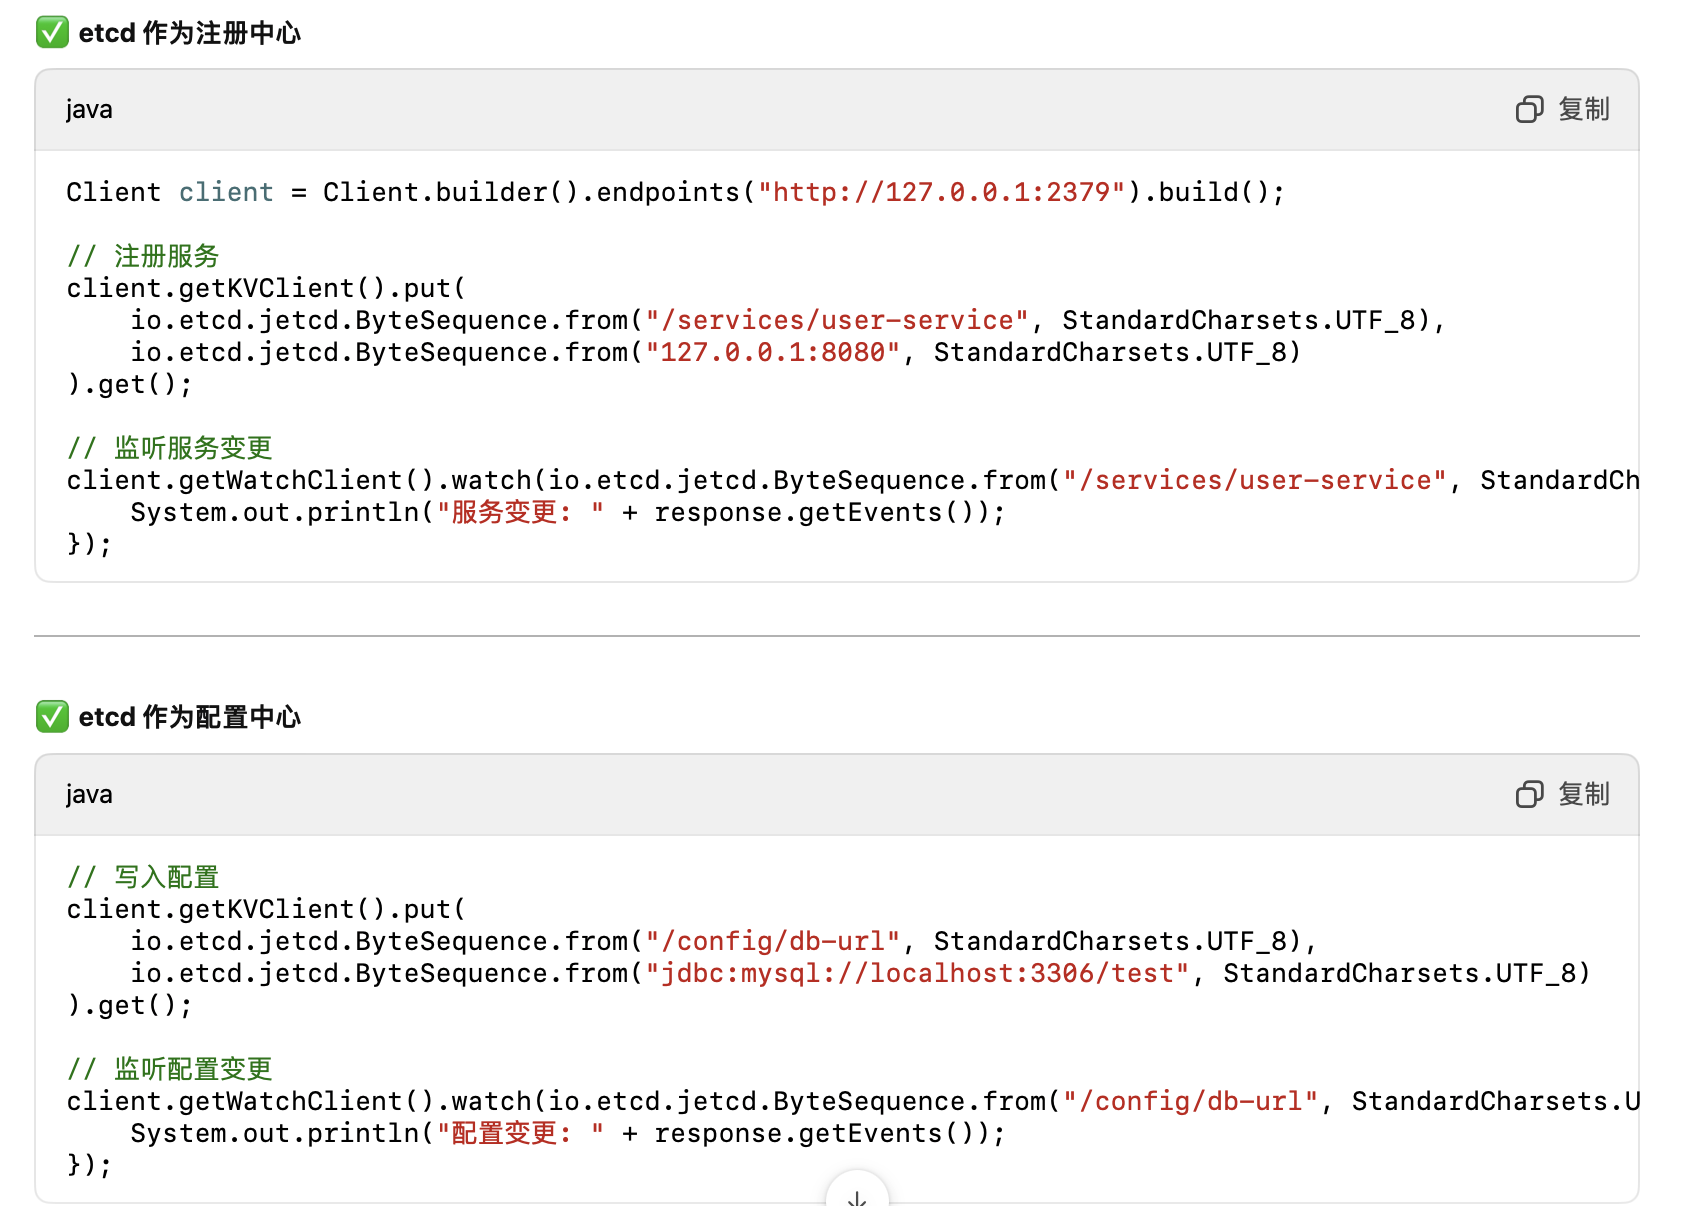 ✅ etcd 作为注册中心
java
复制
Client client = Client.builder().endpoints("http://127.0.0.1:2379").build();
// 注册服务
client.getKVClient().put(
    io.etcd.jetcd.ByteSequence.from("/services/user-service", StandardCharsets.UTF_8),
    io.etcd.jetcd.ByteSequence.from("127.0.0.1:8080", StandardCharsets.UTF_8)
).get();
// 监听服务变更
client.getWatchClient().watch(io.etcd.jetcd.ByteSequence.from("/services/user-service", StandardCh
    System.out.println("服务变更: " + response.getEvents());
});
✅ etcd 作为配置中心
java
复制
// 写入配置
client.getKVClient().put(
    io.etcd.jetcd.ByteSequence.from("/config/db-url", StandardCharsets.UTF_8),
    io.etcd.jetcd.ByteSequence.from("jdbc:mysql://localhost:3306/test", StandardCharsets.UTF_8)
).get();
// 监听配置变更
client.getWatchClient().watch(io.etcd.jetcd.ByteSequence.from("/config/db-url", StandardCharsets.U
    System.out.println("配置变更: " + response.getEvents());
});